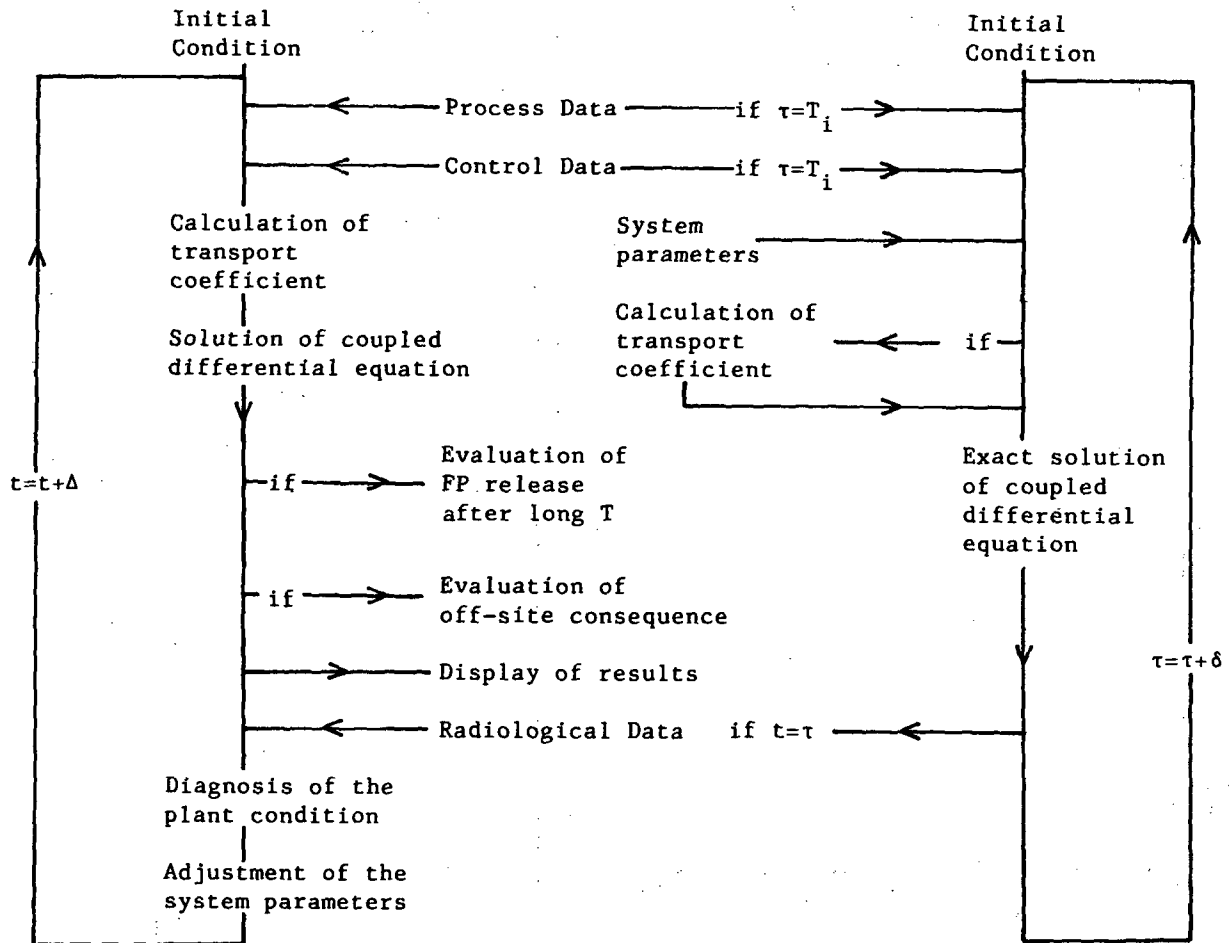 Initial
Condition
Initial
Condition
Process Data if τ=T_i
Control Data if τ=T_i
Calculation of
transport
coefficient
System
parameters
Solution of coupled
differential equation
Calculation of
transport
coefficient
if
t=t+Δ
if
Evaluation of
FP release
after long T
Exact solution
of coupled
differential
equation
if
Evaluation of
off-site consequence
Display of results
τ=τ+δ
Radiological Data if t=τ
Diagnosis of the
plant condition
Adjustment of the
system parameters